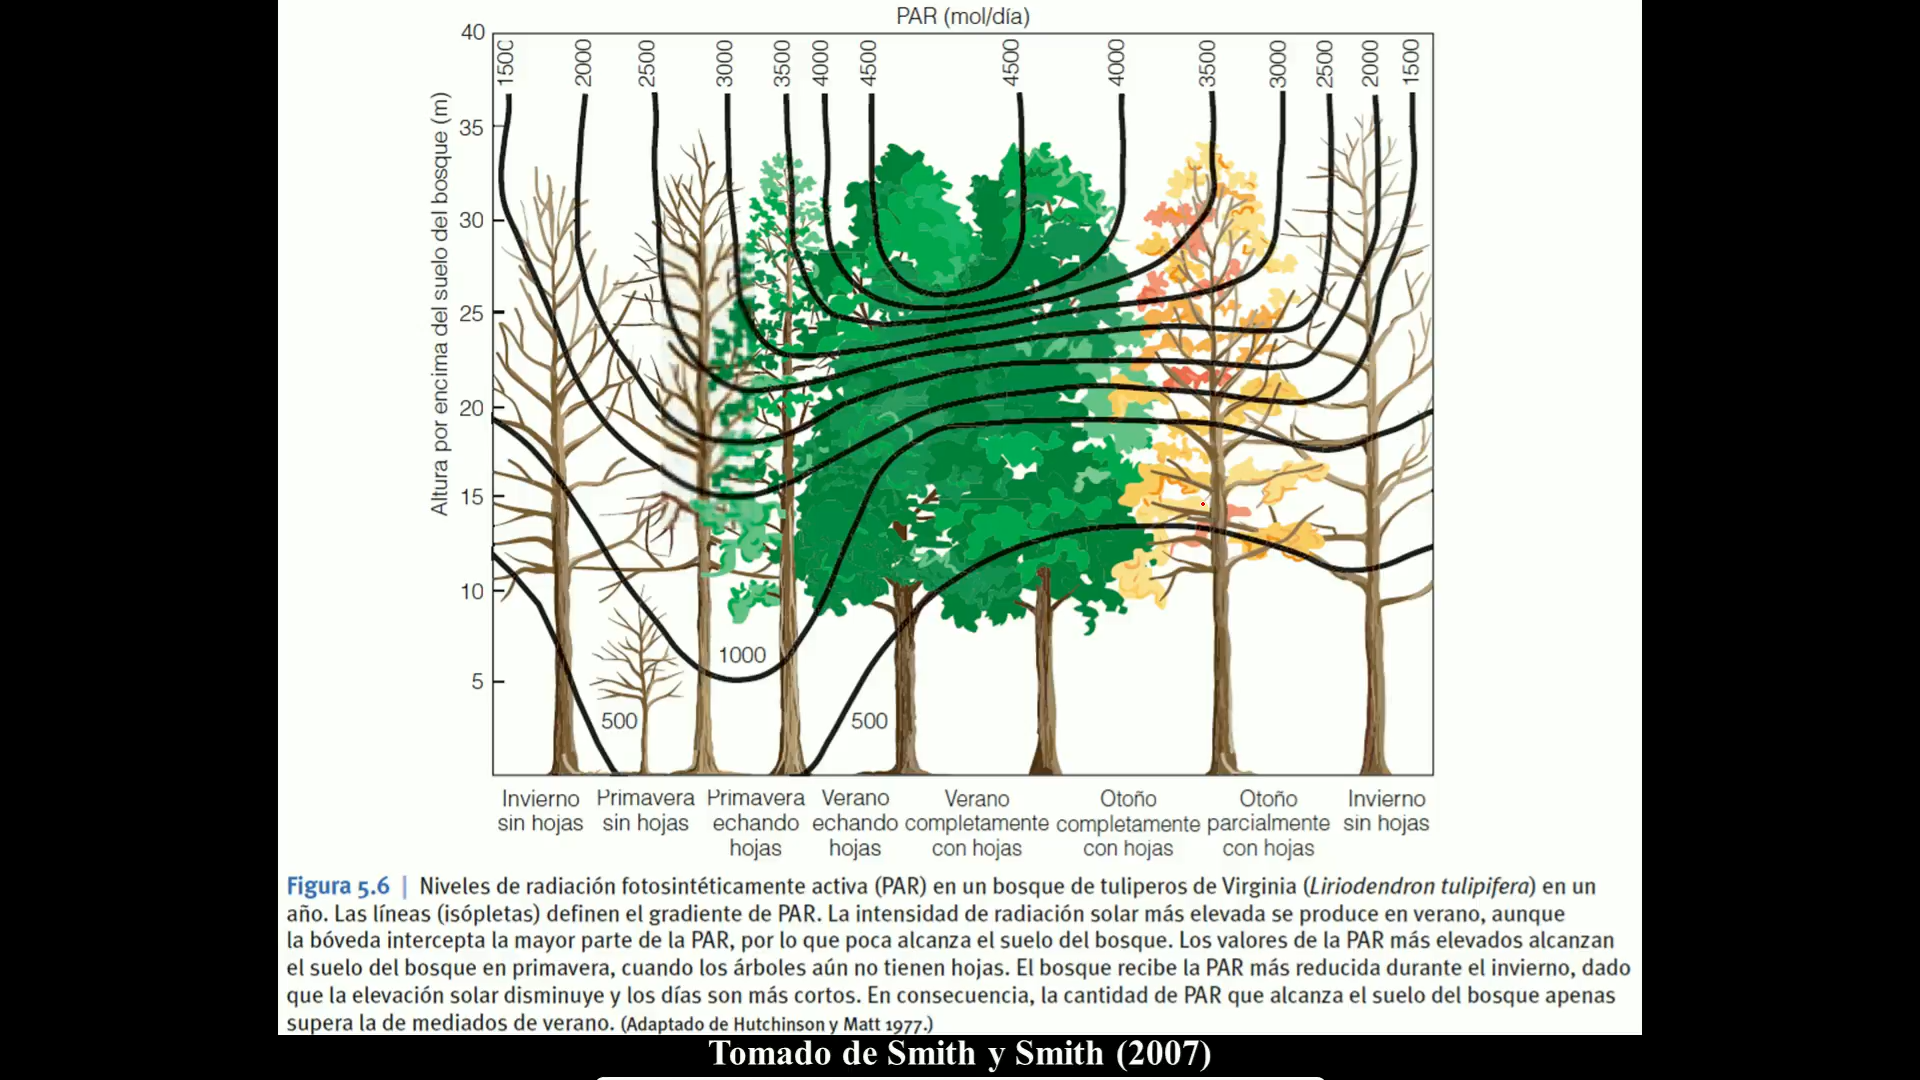 PAR (mol/día)
40
1500 2000 2500 3000 3500 4000 4500 4500 4000 3500 3000 2500 2000 1500
Altura por encima del suelo del bosque (m)
35
30
25
20
15
10
5
1000
500
500
Invierno
sin hojas
Primavera
sin hojas
Primavera
echando
hojas
Verano
echando
hojas
Verano
completamente
con hojas
Otoño
completamente
con hojas
Otoño
parcialmente
con hojas
Invierno
sin hojas
Figura 5.6 | Niveles de radiación fotosintéticamente activa (PAR) en un bosque de tuliperos de Virginia (Liriodendron tulipifera) en un
año. Las líneas (isópletas) definen el gradiente de PAR. La intensidad de radiación solar más elevada se produce en verano, aunque
la bóveda intercepta la mayor parte de la PAR, por lo que poca alcanza el suelo del bosque. Los valores de la PAR más elevados alcanzan
el suelo del bosque en primavera, cuando los árboles aún no tienen hojas. El bosque recibe la PAR más reducida durante el invierno, dado
que la elevación solar disminuye y los días son más cortos. En consecuencia, la cantidad de PAR que alcanza el suelo del bosque apenas
supera la de mediados de verano. (Adaptado de Hutchinson y Matt 1977.)
Tomado de Smith y Smith (2007)